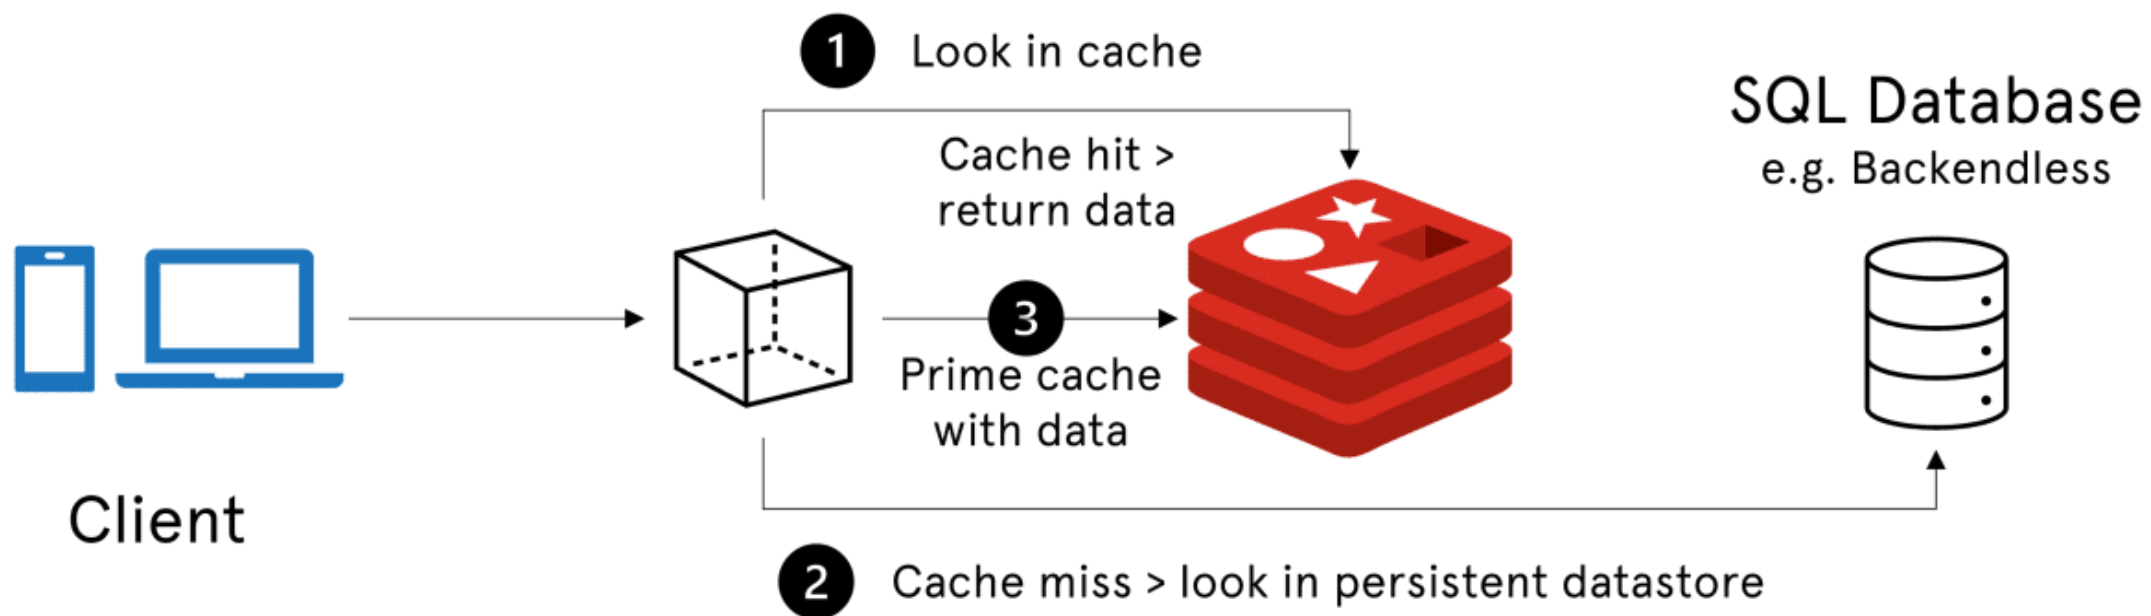 1 Look in cache
Cache hit >
return data
SQL Database
e.g. Backendless
3
Prime cache
with data
Client
2 Cache miss > look in persistent datastore